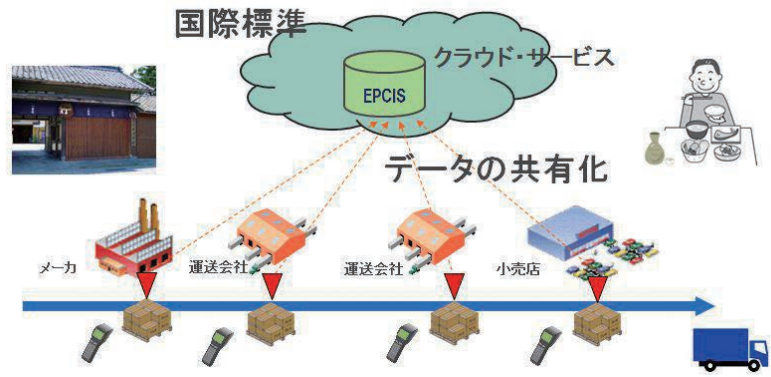 国際標準
クラウド・サービス
EPCIS
データの共有化
メーカ
運送会社
運送会社
小売店